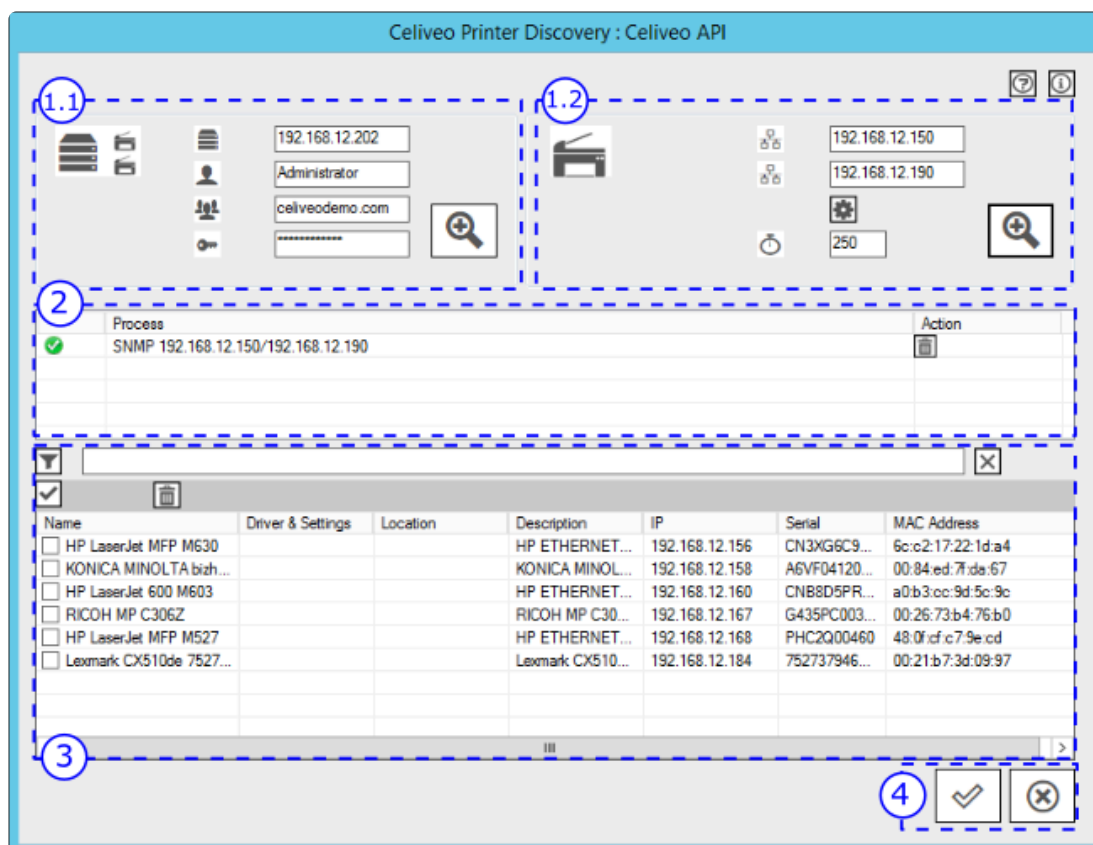 Celiveo Printer Discovery : Celiveo API
1.1
1.2
192.168.12.202
Administrator
celiveodemo.com
************
192.168.12.150
192.168.12.190
250
2
Process Action
SNMP 192.168.12.150/192.168.12.190
Name Driver & Settings Location Description IP Serial MAC Address
HP LaserJet MFP M630 HP ETHERNET... 192.168.12.156 CN3XG6C9... 6c:c2:17:22:1d:a4
KONICA MINOLTA bizh... KONICA MINOL... 192.168.12.158 A6VF04120... 00:84:ed:7f:da:67
HP LaserJet 600 M603 HP ETHERNET... 192.168.12.160 CNB8D5PR... a0:b3:cc:9d:5c:9c
RICOH MP C306Z RICOH MP C30... 192.168.12.167 G435PC003... 00:26:73:b4:76:b0
HP LaserJet MFP M527 HP ETHERNET... 192.168.12.168 PHC2Q00460 48:0f:cf:c7:9e:cd
Lexmark CX510de 7527... Lexmark CX510... 192.168.12.184 752737946... 00:21:b7:3d:09:97
3
4